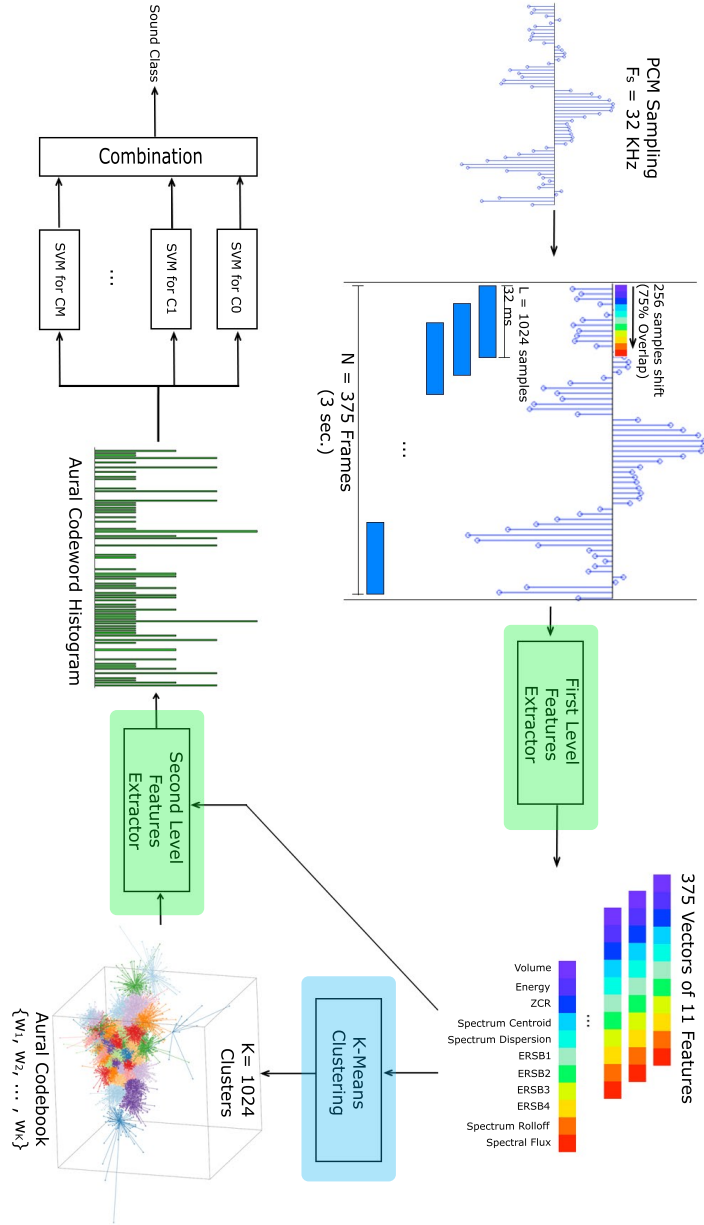 PCM Sampling
Fs = 32 KHz
256 samples shift
(75% Overlap)
L = 1024 samples
32 ms
...
N = 375 Frames
(3 sec.)
First Level
Features
Extractor
375 Vectors of 11 Features
...
Volume
Energy
ZCR
Spectrum Centroid
Spectrum Dispersion
ERSB1
ERSB2
ERSB3
ERSB4
Spectrum Rolloff
Spectral Flux
K-Means
Clustering
K= 1024
Clusters
Aural Codebook
{w₁, w₂, ... , wₖ}
Second Level
Features
Extractor
Aural Codeword Histogram
SVM for C0
SVM for C1
...
SVM for CM
Combination
Sound Class